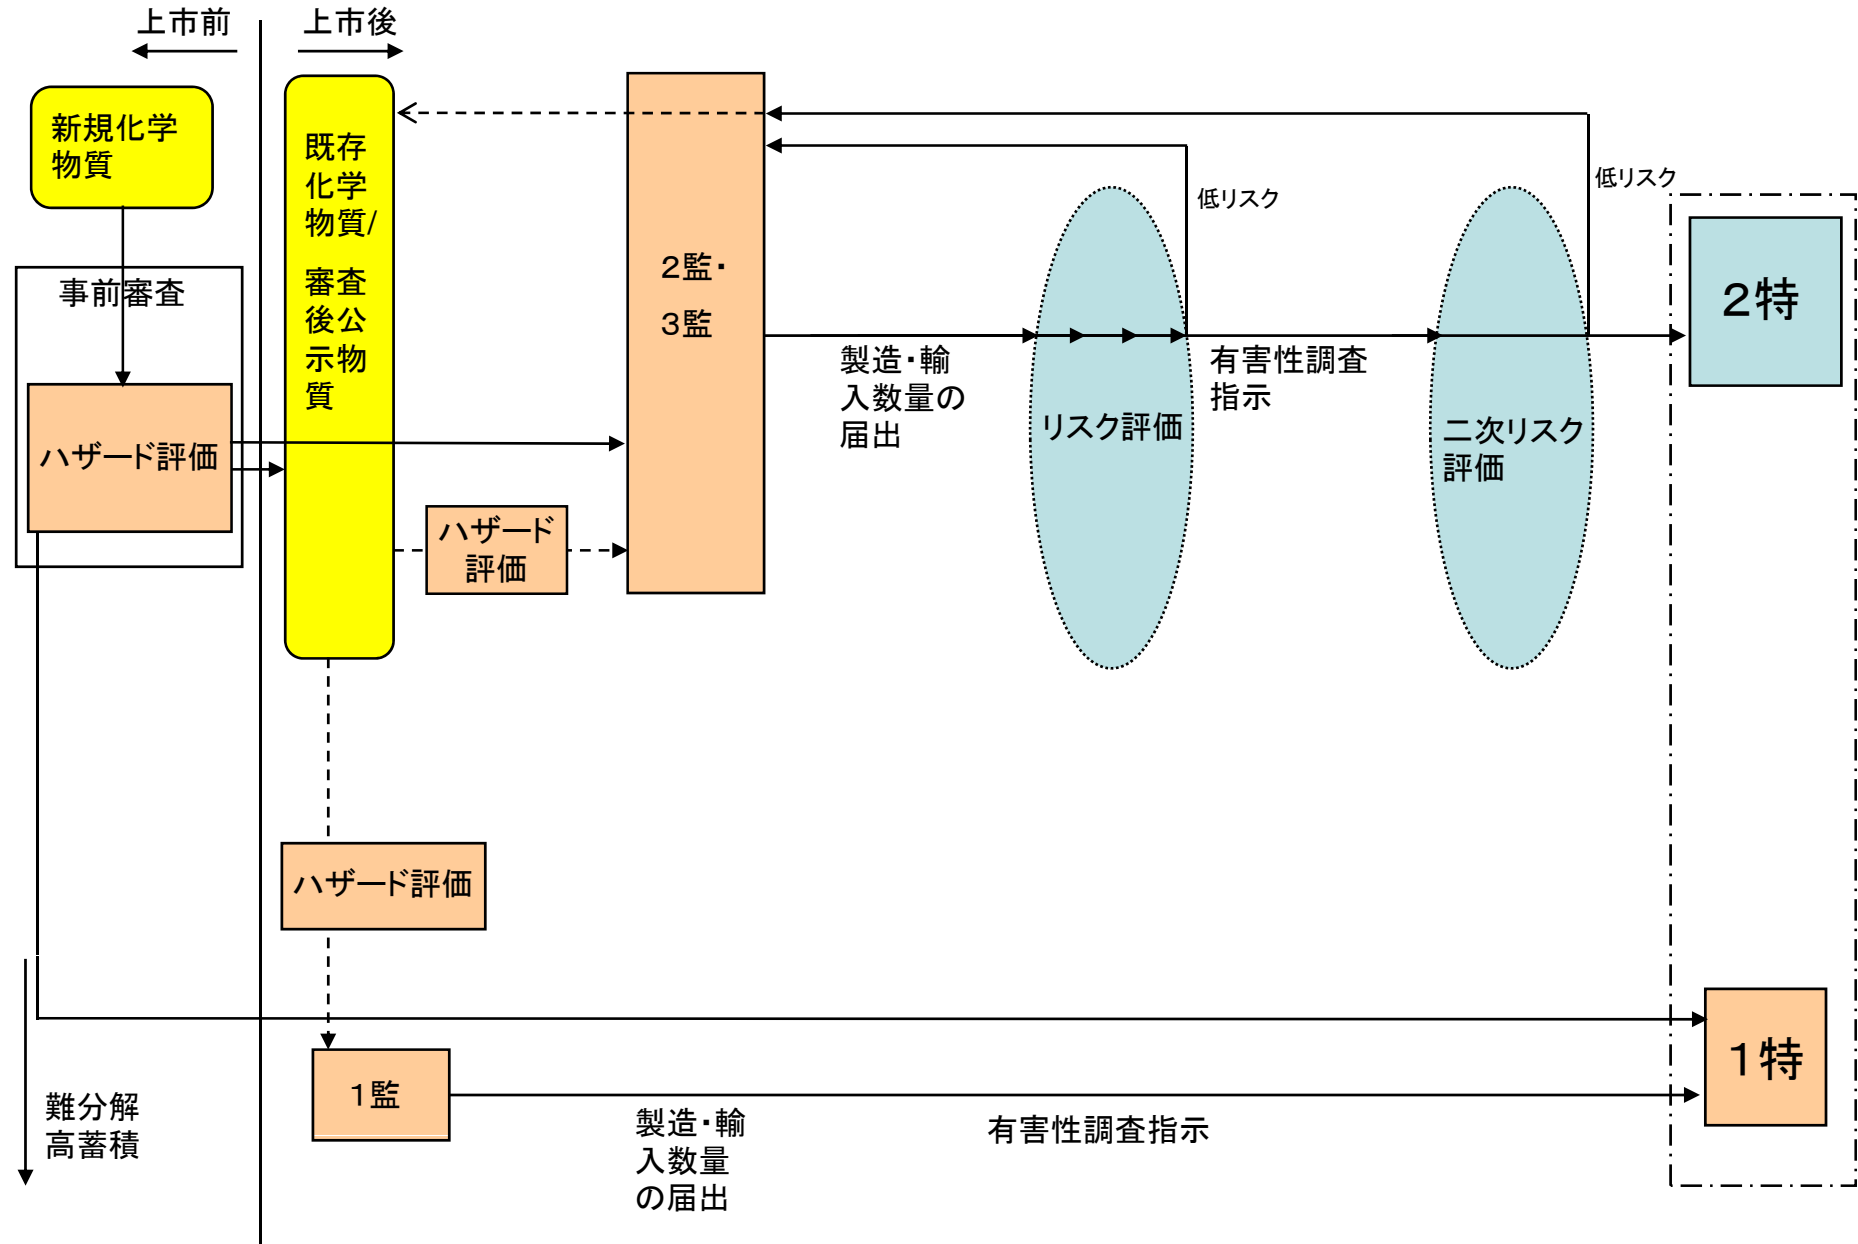 上市前
上市後
新規化学
物質
事前審査
ハザード評価
既存
化学
物質/
審査
後公
示物
質
ハザード
評価
2監・
3監
製造・輸
入数量の
届出
リスク評価
低リスク
有害性調査
指示
二次リスク
評価
低リスク
2特
ハザード評価
難分解
高蓄積
1監
製造・輸
入数量
の届出
有害性調査指示
1特